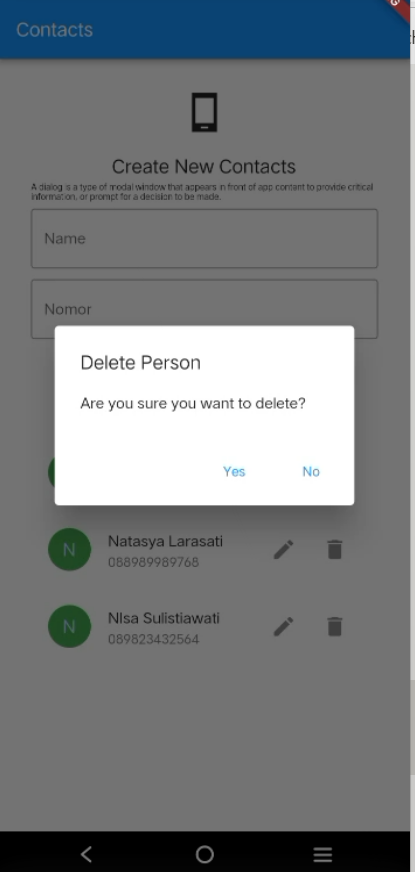 Contacts
Create New Contacts
A dialog is a type of modal window that appears in front of app content to provide critical
information, or prompt for a decision to be made.
Name
Nomor
Delete Person
Are you sure you want to delete?
Yes No
N Natasya Larasati
088989989768
N NIsa Sulistiawati
089823432564